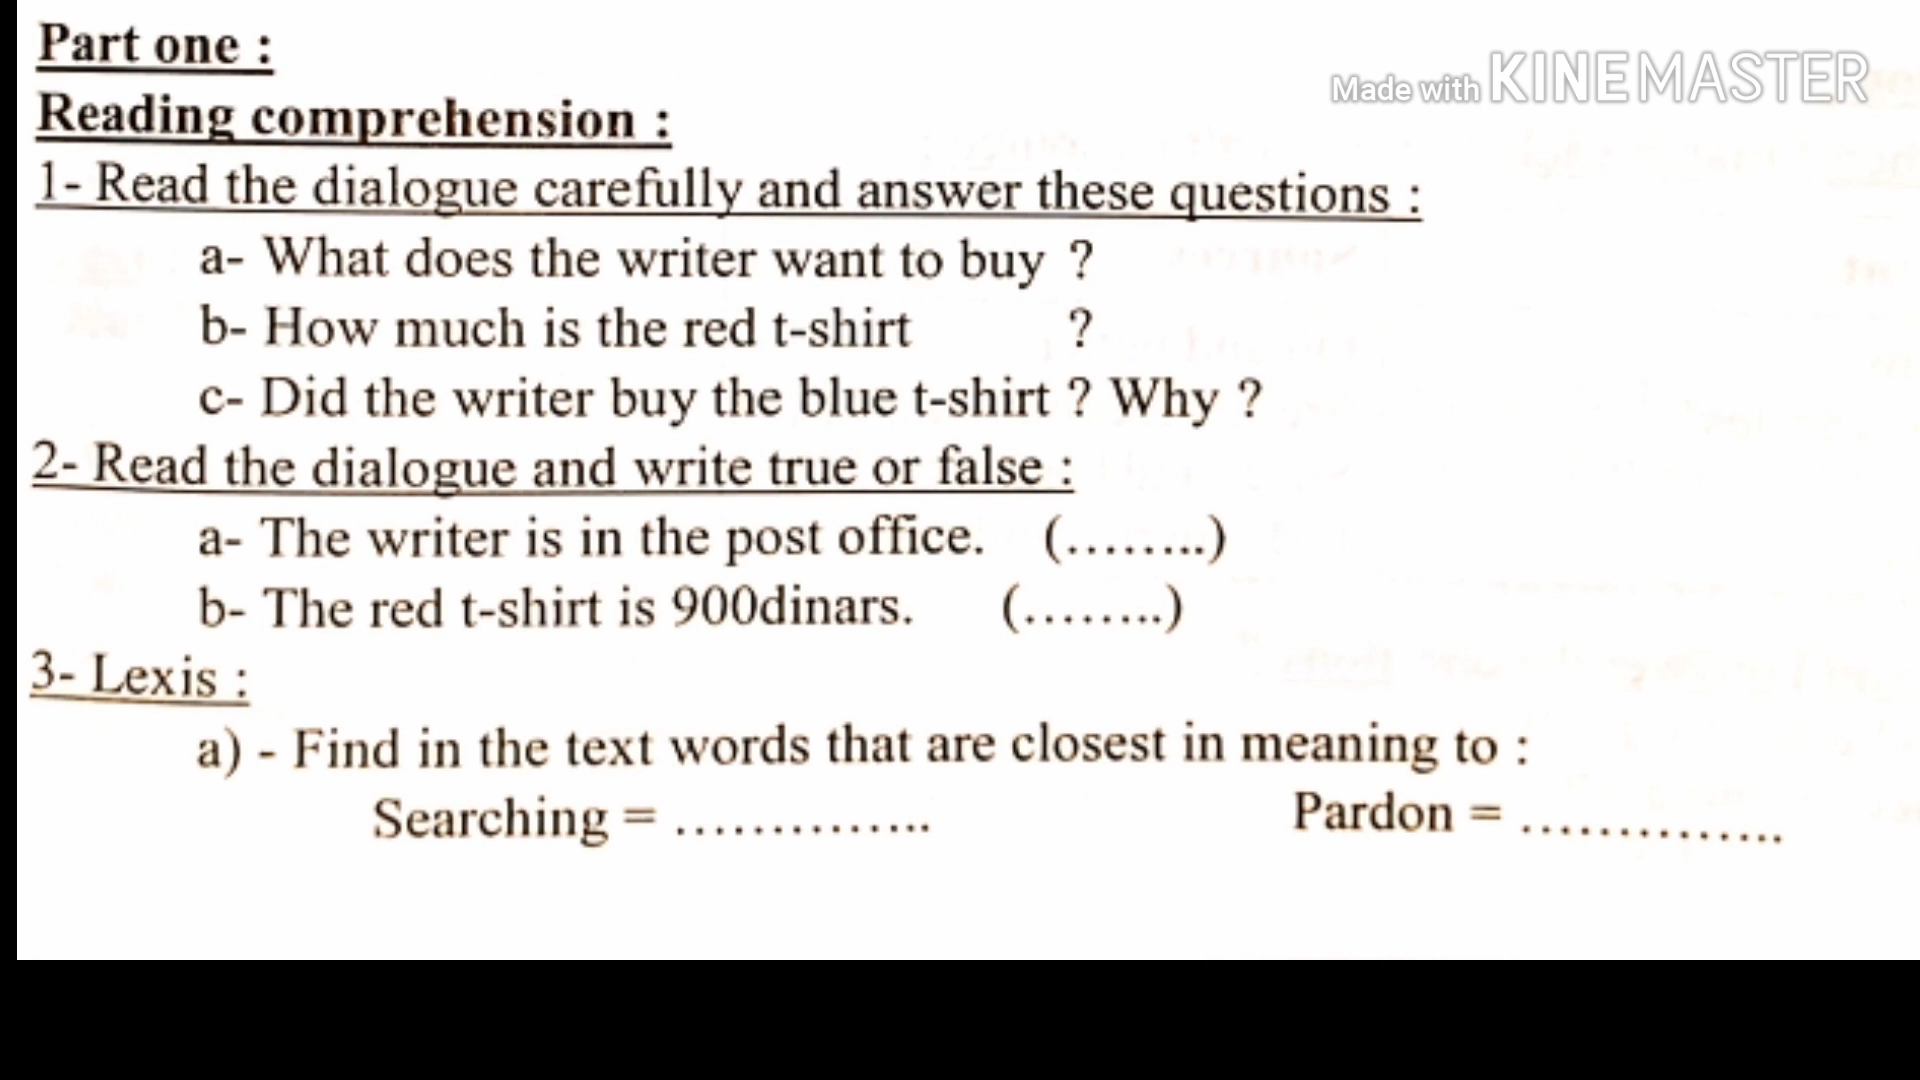 Part one :
Made with KINEMASTER
Reading comprehension :
1- Read the dialogue carefully and answer these questions :
a- What does the writer want to buy ?
b- How much is the red t-shirt ?
c- Did the writer buy the blue t-shirt ? Why ?
2- Read the dialogue and write true or false :
a- The writer is in the post office. (........)
b- The red t-shirt is 900dinars. (........)
3- Lexis :
a) - Find in the text words that are closest in meaning to :
Searching = .............. Pardon = ..............